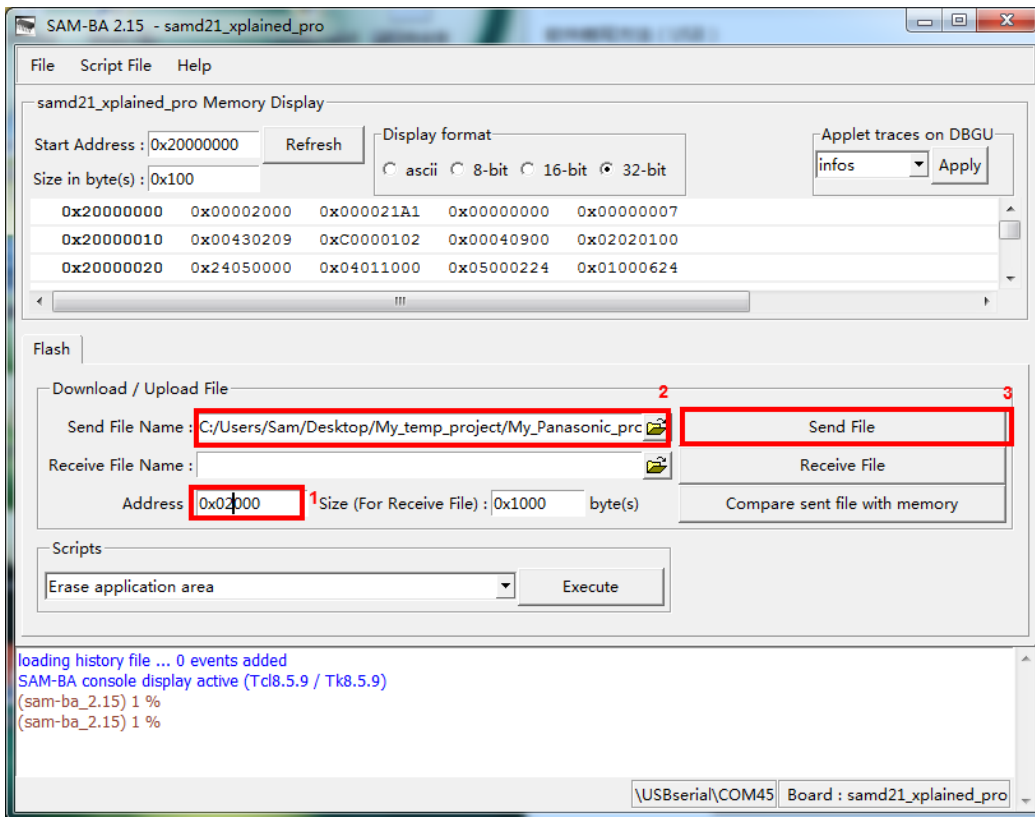 SAM-BA 2.15 - samd21_xplained_pro
File Script File Help
samd21_xplained_pro Memory Display
Start Address : 0x20000000 Refresh Display format Applet traces on DBGU
Size in byte(s) : 0x100 ascii 8-bit 16-bit 32-bit infos Apply
0x20000000 0x00002000 0x000021A1 0x00000000 0x00000007
0x20000010 0x00430209 0xC0000102 0x00040900 0x02020100
0x20000020 0x24050000 0x04011000 0x05000224 0x01000624
Flash
Download / Upload File 2 3
Send File Name : C:/Users/Sam/Desktop/My_temp_project/My_Panasonic_prc Send File
Receive File Name : Receive File
Address 0x02000 1 Size (For Receive File) : 0x1000 byte(s) Compare sent file with memory
Scripts
Erase application area Execute
loading history file ... 0 events added
SAM-BA console display active (Tcl8.5.9 / Tk8.5.9)
(sam-ba_2.15) 1 %
(sam-ba_2.15) 1 %
\USBserial\COM45 Board : samd21_xplained_pro